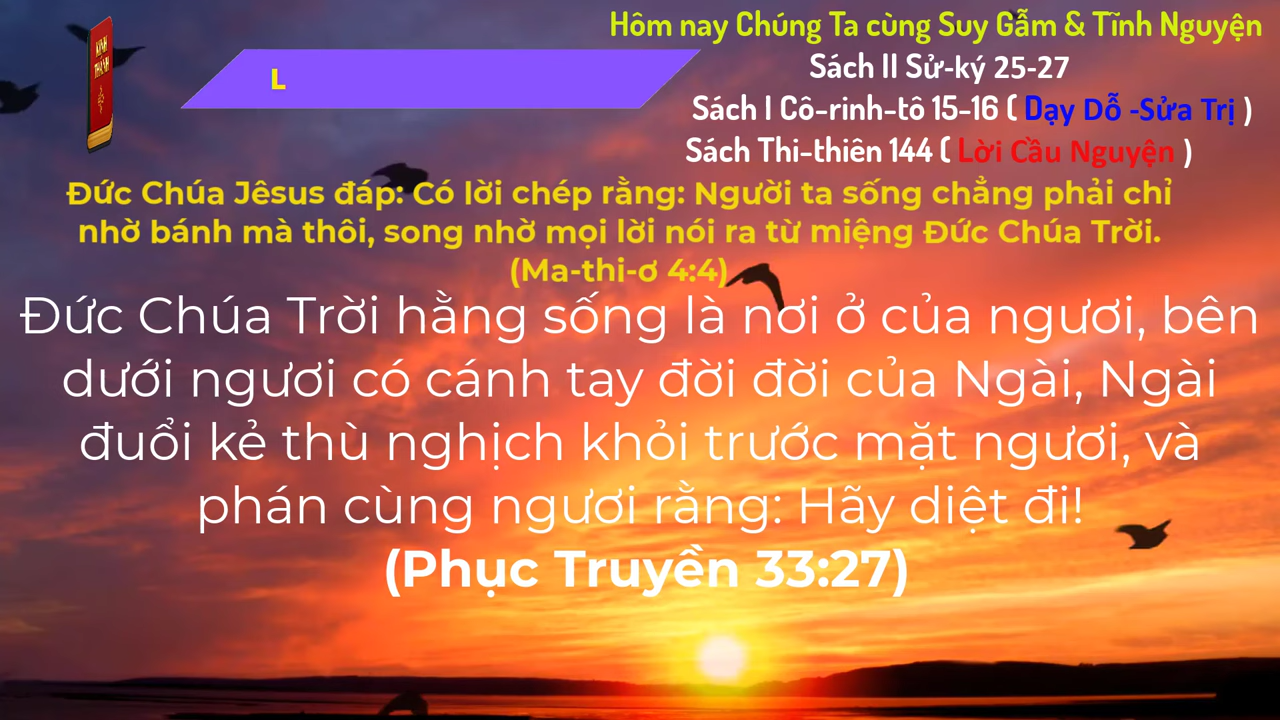 KINH
THÁNH
L
Hôm nay Chúng Ta cùng Suy Gẫm & Tĩnh Nguyện
Sách II Sử-ký 25-27
Sách I Cô-rinh-tô 15-16 ( Dạy Dỗ -Sửa Trị )
Sách Thi-thiên 144 ( Lời Cầu Nguyện )
Đức Chúa Jêsus đáp: Có lời chép rằng: Người ta sống chẳng phải chỉ
nhờ bánh mà thôi, song nhờ mọi lời nói ra từ miệng Đức Chúa Trời.
(Ma-thi-ơ 4:4)
Đức Chúa Trời hằng sống là nơi ở của ngươi, bên
dưới ngươi có cánh tay đời đời của Ngài, Ngài
đuổi kẻ thù nghịch khỏi trước mặt ngươi, và
phán cùng ngươi rằng: Hãy diệt đi!
(Phục Truyền 33:27)